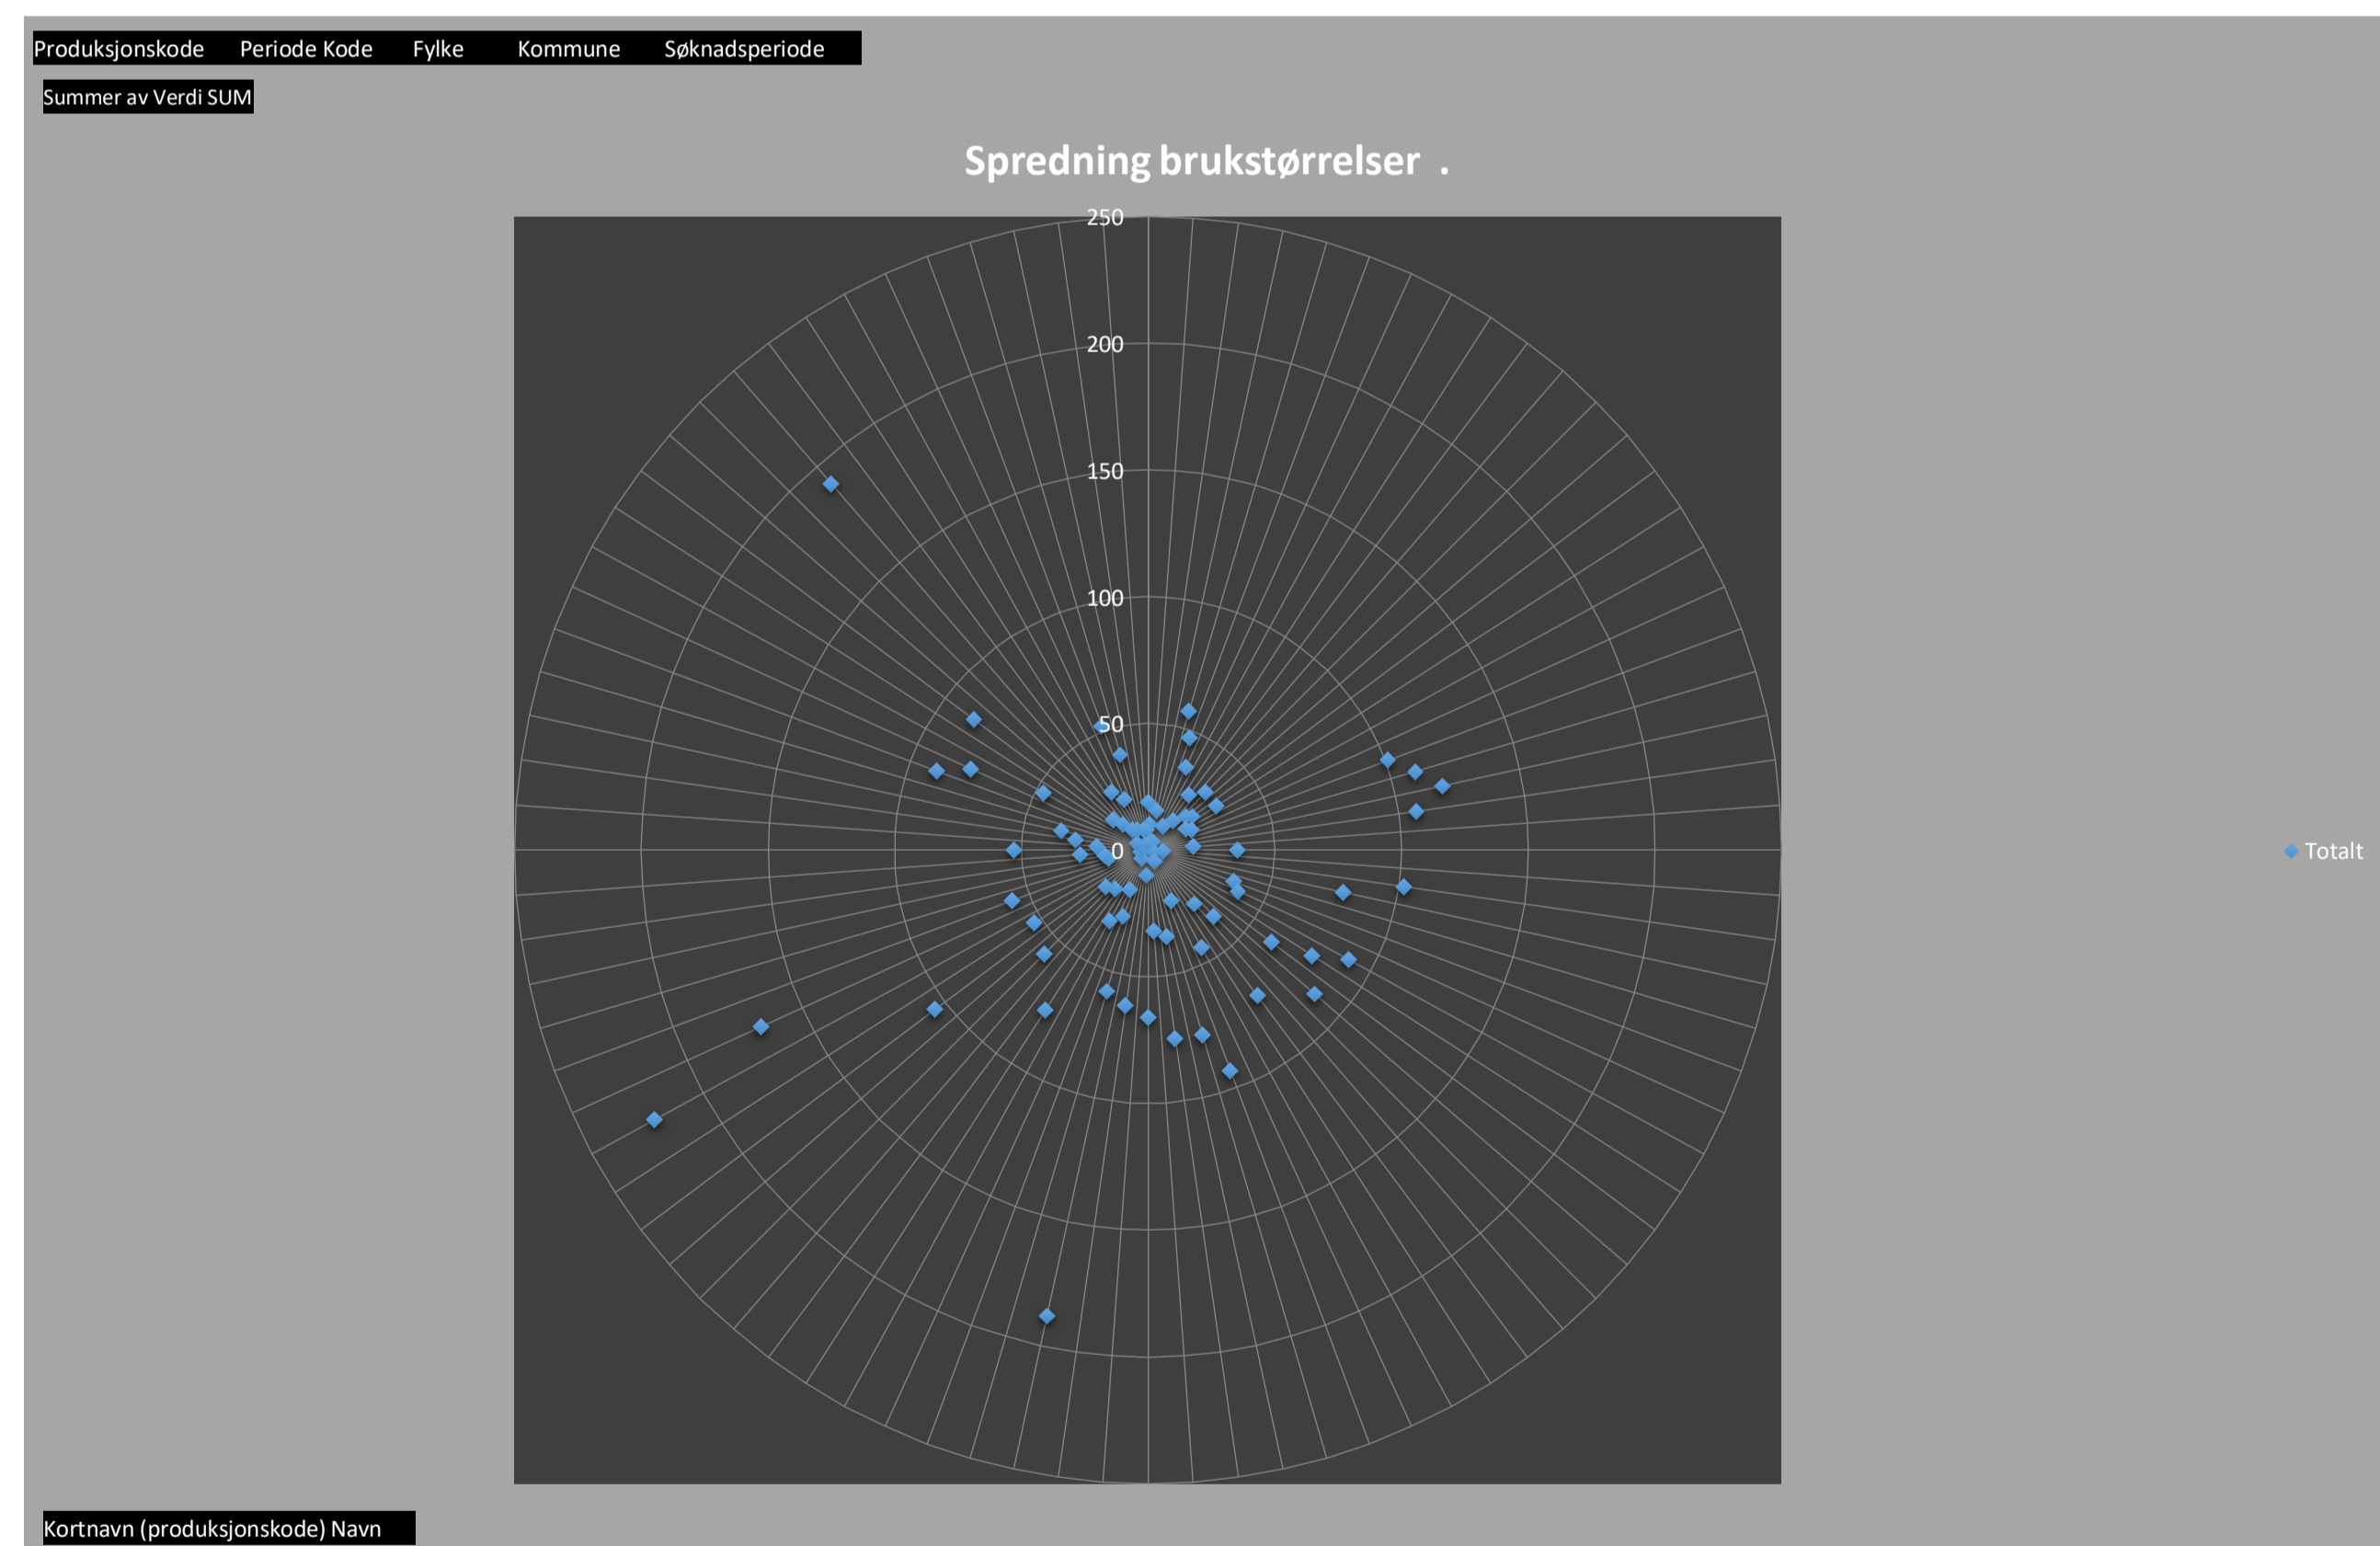 Produksjonskode Periode Kode Fylke Kommune Søknadsperiode
Summer av Verdi SUM
Spredning brukstørrelser .
250
200
150
100
50
0
Totalt
Kortnavn (produksjonskode) Navn